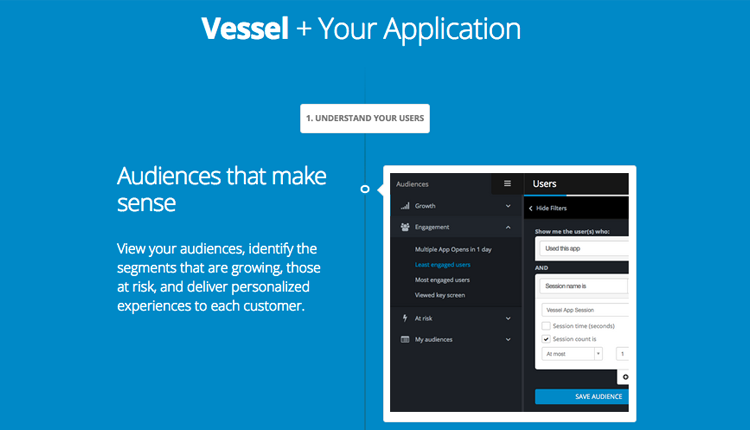 Vessel + Your Application
1. UNDERSTAND YOUR USERS
Audiences that make
sense
View your audiences, identify the
segments that are growing, those
at risk, and deliver personalized
experiences to each customer.
Audiences
Growth
Engagement
Multiple App Opens in 1 day
Least engaged users
Most engaged users
Viewed key screen
At risk
My audiences
Users
Hide Filters
Show me the user(s) who:
Used this app
AND
Session name is
Vessel App Session
Session time (seconds)
Session count is
At most 1
SAVE AUDIENCE